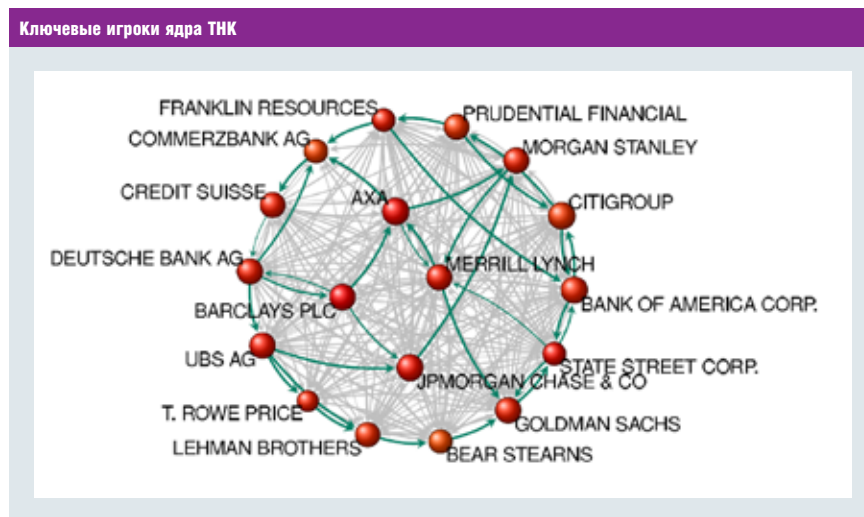 Ключевые игроки ядра ТНК
FRANKLIN RESOURCES
PRUDENTIAL FINANCIAL
COMMERZBANK AG
MORGAN STANLEY
CREDIT SUISSE
AXA
CITIGROUP
DEUTSCHE BANK AG
MERRILL LYNCH
BARCLAYS PLC
BANK OF AMERICA CORP.
UBS AG
STATE STREET CORP.
JPMORGAN CHASE & CO
T. ROWE PRICE
GOLDMAN SACHS
LEHMAN BROTHERS
BEAR STEARNS